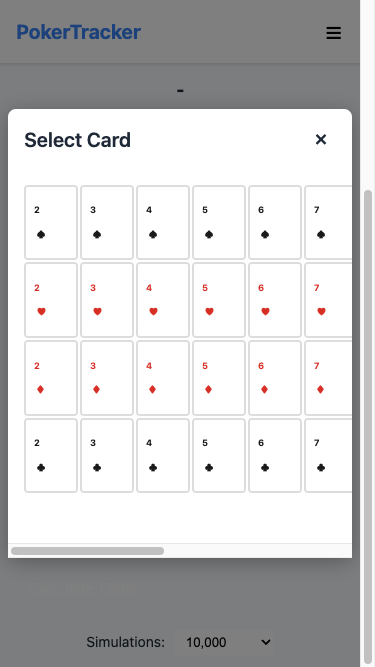 PokerTracker
-
Select Card ×
2 3 4 5 6 7
♠ ♠ ♠ ♠ ♠ ♠
2 3 4 5 6 7
♥ ♥ ♥ ♥ ♥ ♥
2 3 4 5 6 7
♦ ♦ ♦ ♦ ♦ ♦
2 3 4 5 6 7
♣ ♣ ♣ ♣ ♣ ♣
Simulations: 10,000